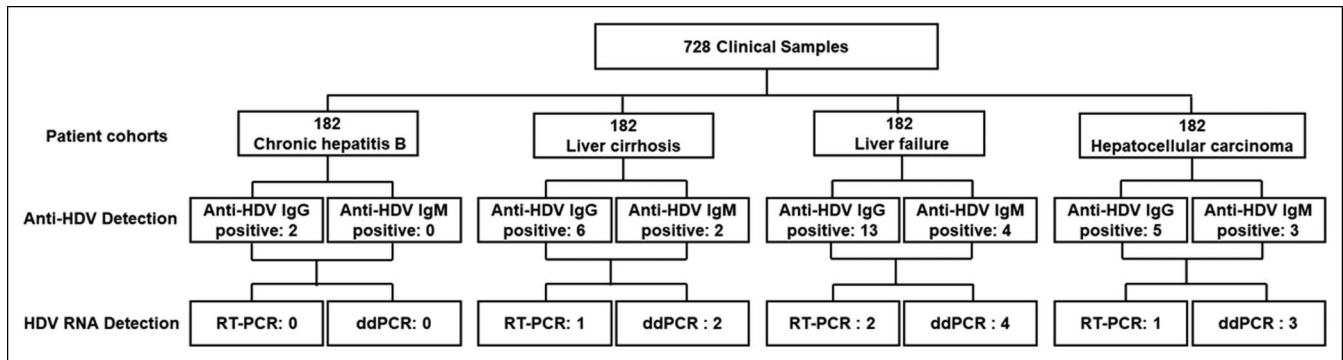 728 Clinical Samples
Patient cohorts
182
Chronic hepatitis B
182
Liver cirrhosis
182
Liver failure
182
Hepatocellular carcinoma
Anti-HDV Detection
Anti-HDV IgG
positive: 2
Anti-HDV IgM
positive: 0
Anti-HDV IgG
positive: 6
Anti-HDV IgM
positive: 2
Anti-HDV IgG
positive: 13
Anti-HDV IgM
positive: 4
Anti-HDV IgG
positive: 5
Anti-HDV IgM
positive: 3
HDV RNA Detection
RT-PCR: 0
ddPCR: 0
RT-PCR: 1
ddPCR : 2
RT-PCR : 2
ddPCR : 4
RT-PCR: 1
ddPCR : 3